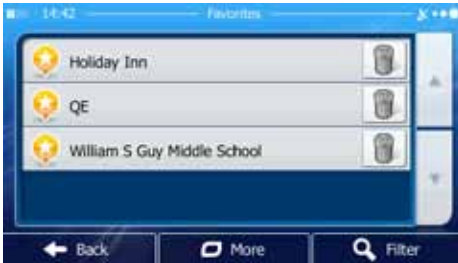 14:42 Favorites
Holiday Inn
QE
William S Guy Middle School
Back More Filter